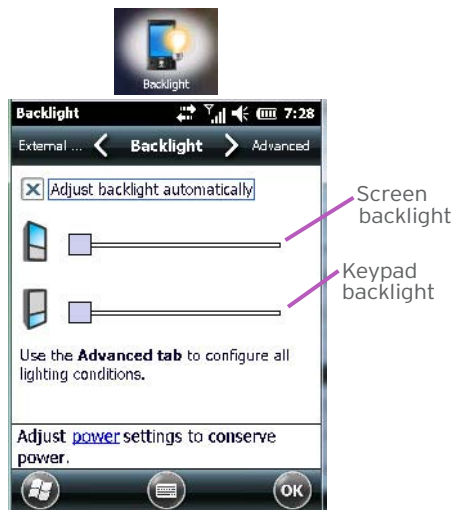 Backlight
Backlight 7:28
External ... Backlight Advanced
Adjust backlight automatically
Screen
backlight
Keypad
backlight
Use the Advanced tab to configure all
lighting conditions.
Adjust power settings to conserve
power.
OK